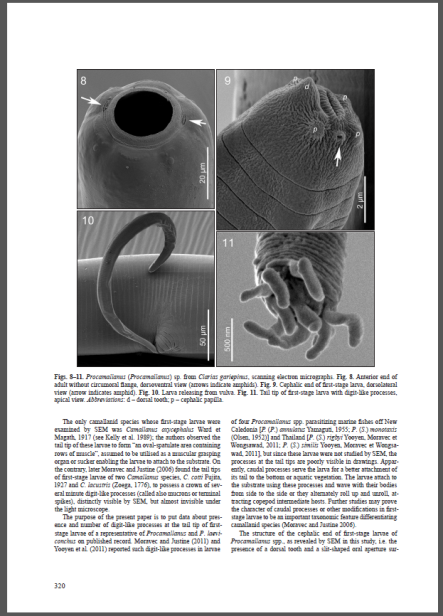 8
9
20 µm
2 µm
p
d
p
p
p
10
11
50 µm
500 nm
Figs. 8–11. Procamallanus (Procamallanus) sp. from Clarias gariepinus, scanning electron micrographs. Fig. 8. Anterior end of
adult without circumoral flange, dorsoventral view (arrows indicate amphids). Fig. 9. Cephalic end of first-stage larva, dorsolateral
view (arrow indicates amphid). Fig. 10. Larva releasing from vulva. Fig. 11. Tail tip of first-stage larva with digit-like processes,
apical view. Abbreviations: d – dorsal tooth; p – cephalic papilla.
The only camallanid species whose first-stage larvae were
examined by SEM was Camallanus oxycephalus Ward et
Magath, 1917 (see Kelly et al. 1989); the authors observed the
tail tip of these larvae to form "an oval-spatulate area containing
rows of muscle", assumed to be utilised as a muscular grasping
organ or sucker enabling the larvae to attach to the substrate. On
the contrary, later Moravec and Justine (2006) found the tail tips
of first-stage larvae of two Camallanus species, C. cotti Fujita,
1927 and C. lacustris (Zoega, 1776), to possess a crown of sev-
eral minute digit-like processes (called also mucrons or terminal
spikes), distinctly visible by SEM, but almost invisible under
the light microscope.
The purpose of the present paper is to put data about pres-
ence and number of digit-like processes at the tail tip of first-
stage larvae of a representative of Procamallanus and P. laevi-
conchus on published record. Moravec and Justine (2011) and
Yooyen et al. (2011) reported such digit-like processes in larvae
of four Procamallanus spp. parasitizing marine fishes off New
Caledonia [P. (P.) annulatus Yamaguti, 1955; P. (S.) monotaxis
(Olsen, 1952)] and Thailand [P. (S.) rigbyi Yooyen, Moravec et
Wongsawad, 2011; P. (S.) similis Yooyen, Moravec et Wongsa-
wad, 2011], but since these larvae were not studied by SEM, the
processes at the tail tips are poorly visible in drawings. Appar-
ently, caudal processes serve the larva for a better attachment of
its tail to the bottom or aquatic vegetation. The larvae attach to
the substrate using these processes and wave with their bodies
from side to the side or they alternately roll up and unroll, at-
tracting copepod intermediate hosts. Further studies may prove
the character of caudal processes or other modifications in first-
stage larvae to be an important taxonomic feature differentiating
camallanid species (Moravec and Justine 2006).
The structure of the cephalic end of first-stage larvae of
Procamallanus spp., as revealed by SEM in this study, i.e. the
presence of a dorsal tooth and a slit-shaped oral aperture sur-
320